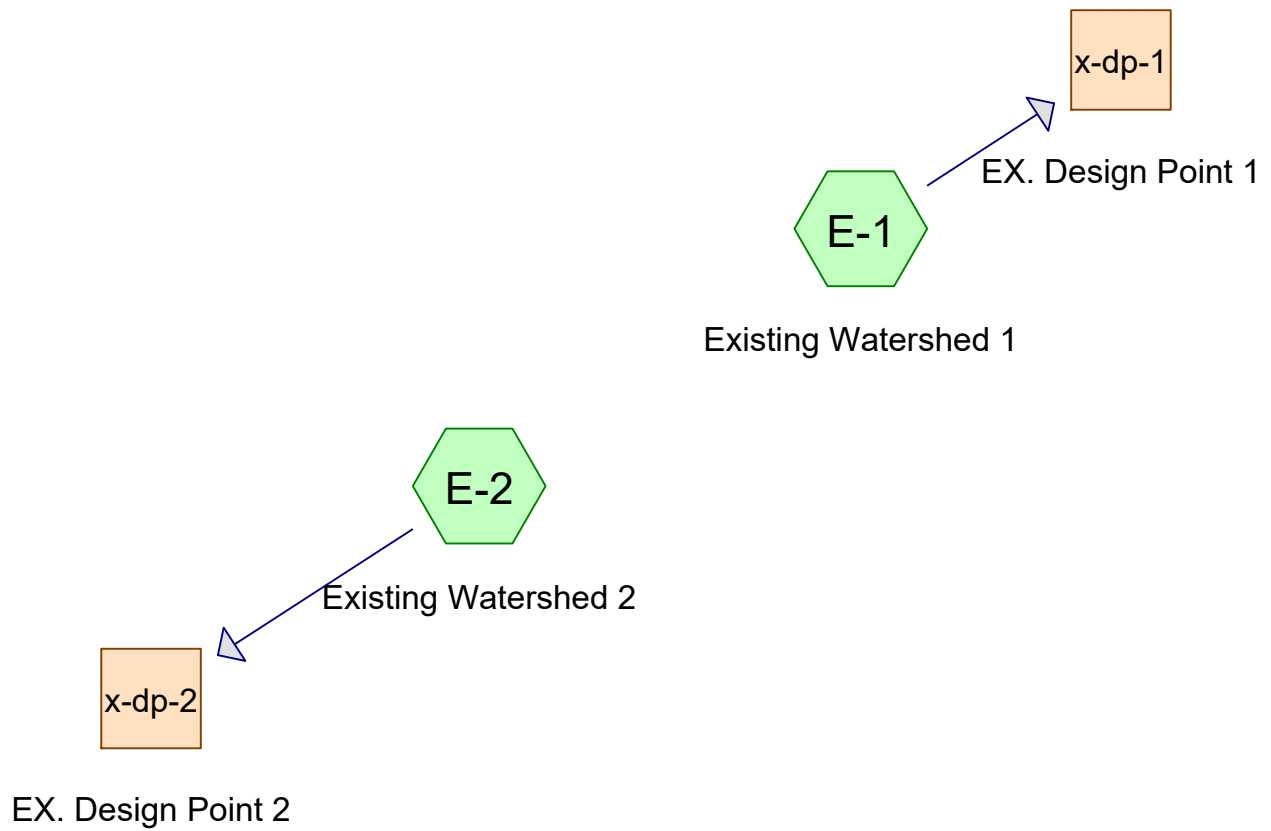 x-dp-1
EX. Design Point 1
E-1
Existing Watershed 1
E-2
Existing Watershed 2
x-dp-2
EX. Design Point 2